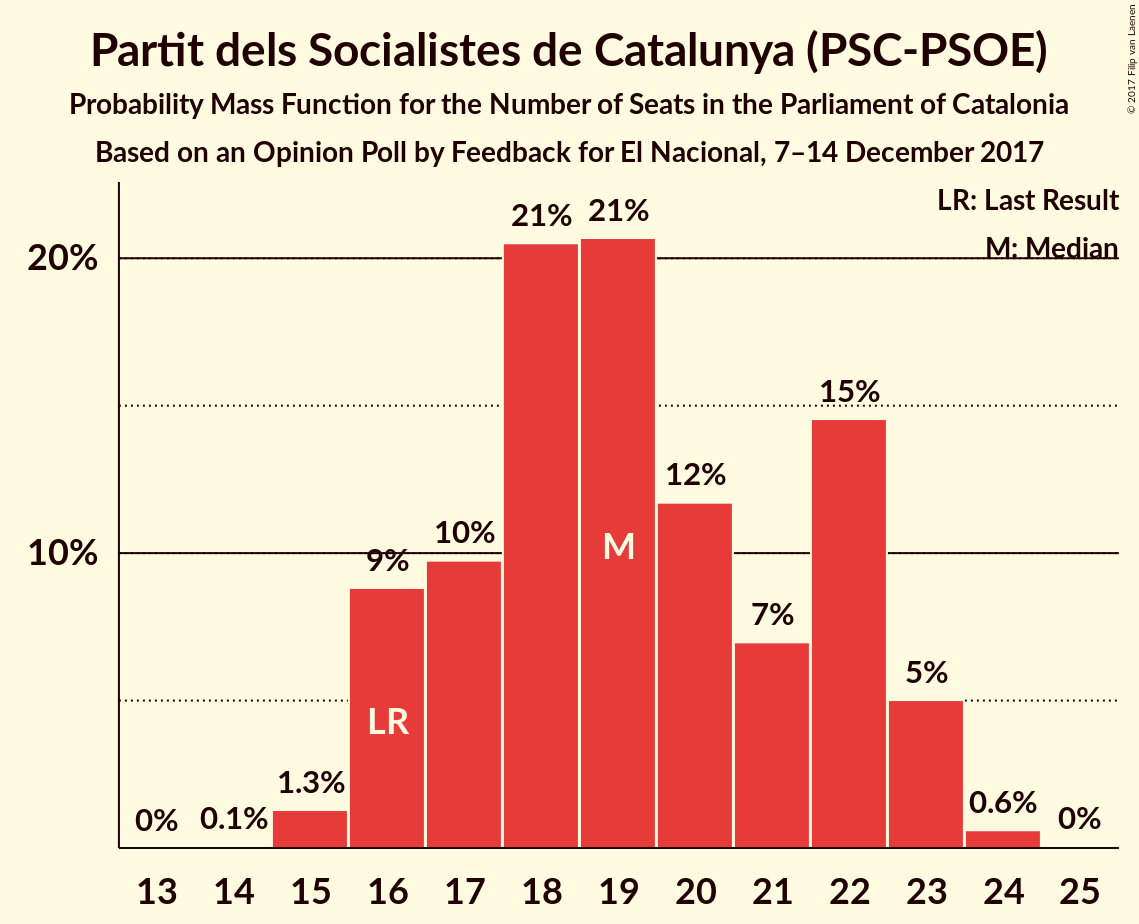 Partit dels Socialistes de Catalunya (PSC-PSOE)
Probability Mass Function for the Number of Seats in the Parliament of Catalonia
Based on an Opinion Poll by Feedback for El Nacional, 7–14 December 2017
© 2017 Filip van Laenen
LR: Last Result
M: Median
20%
10%
0%
0.1%
1.3%
9%
10%
21%
21%
12%
7%
15%
5%
0.6%
0%
LR
M
13 14 15 16 17 18 19 20 21 22 23 24 25